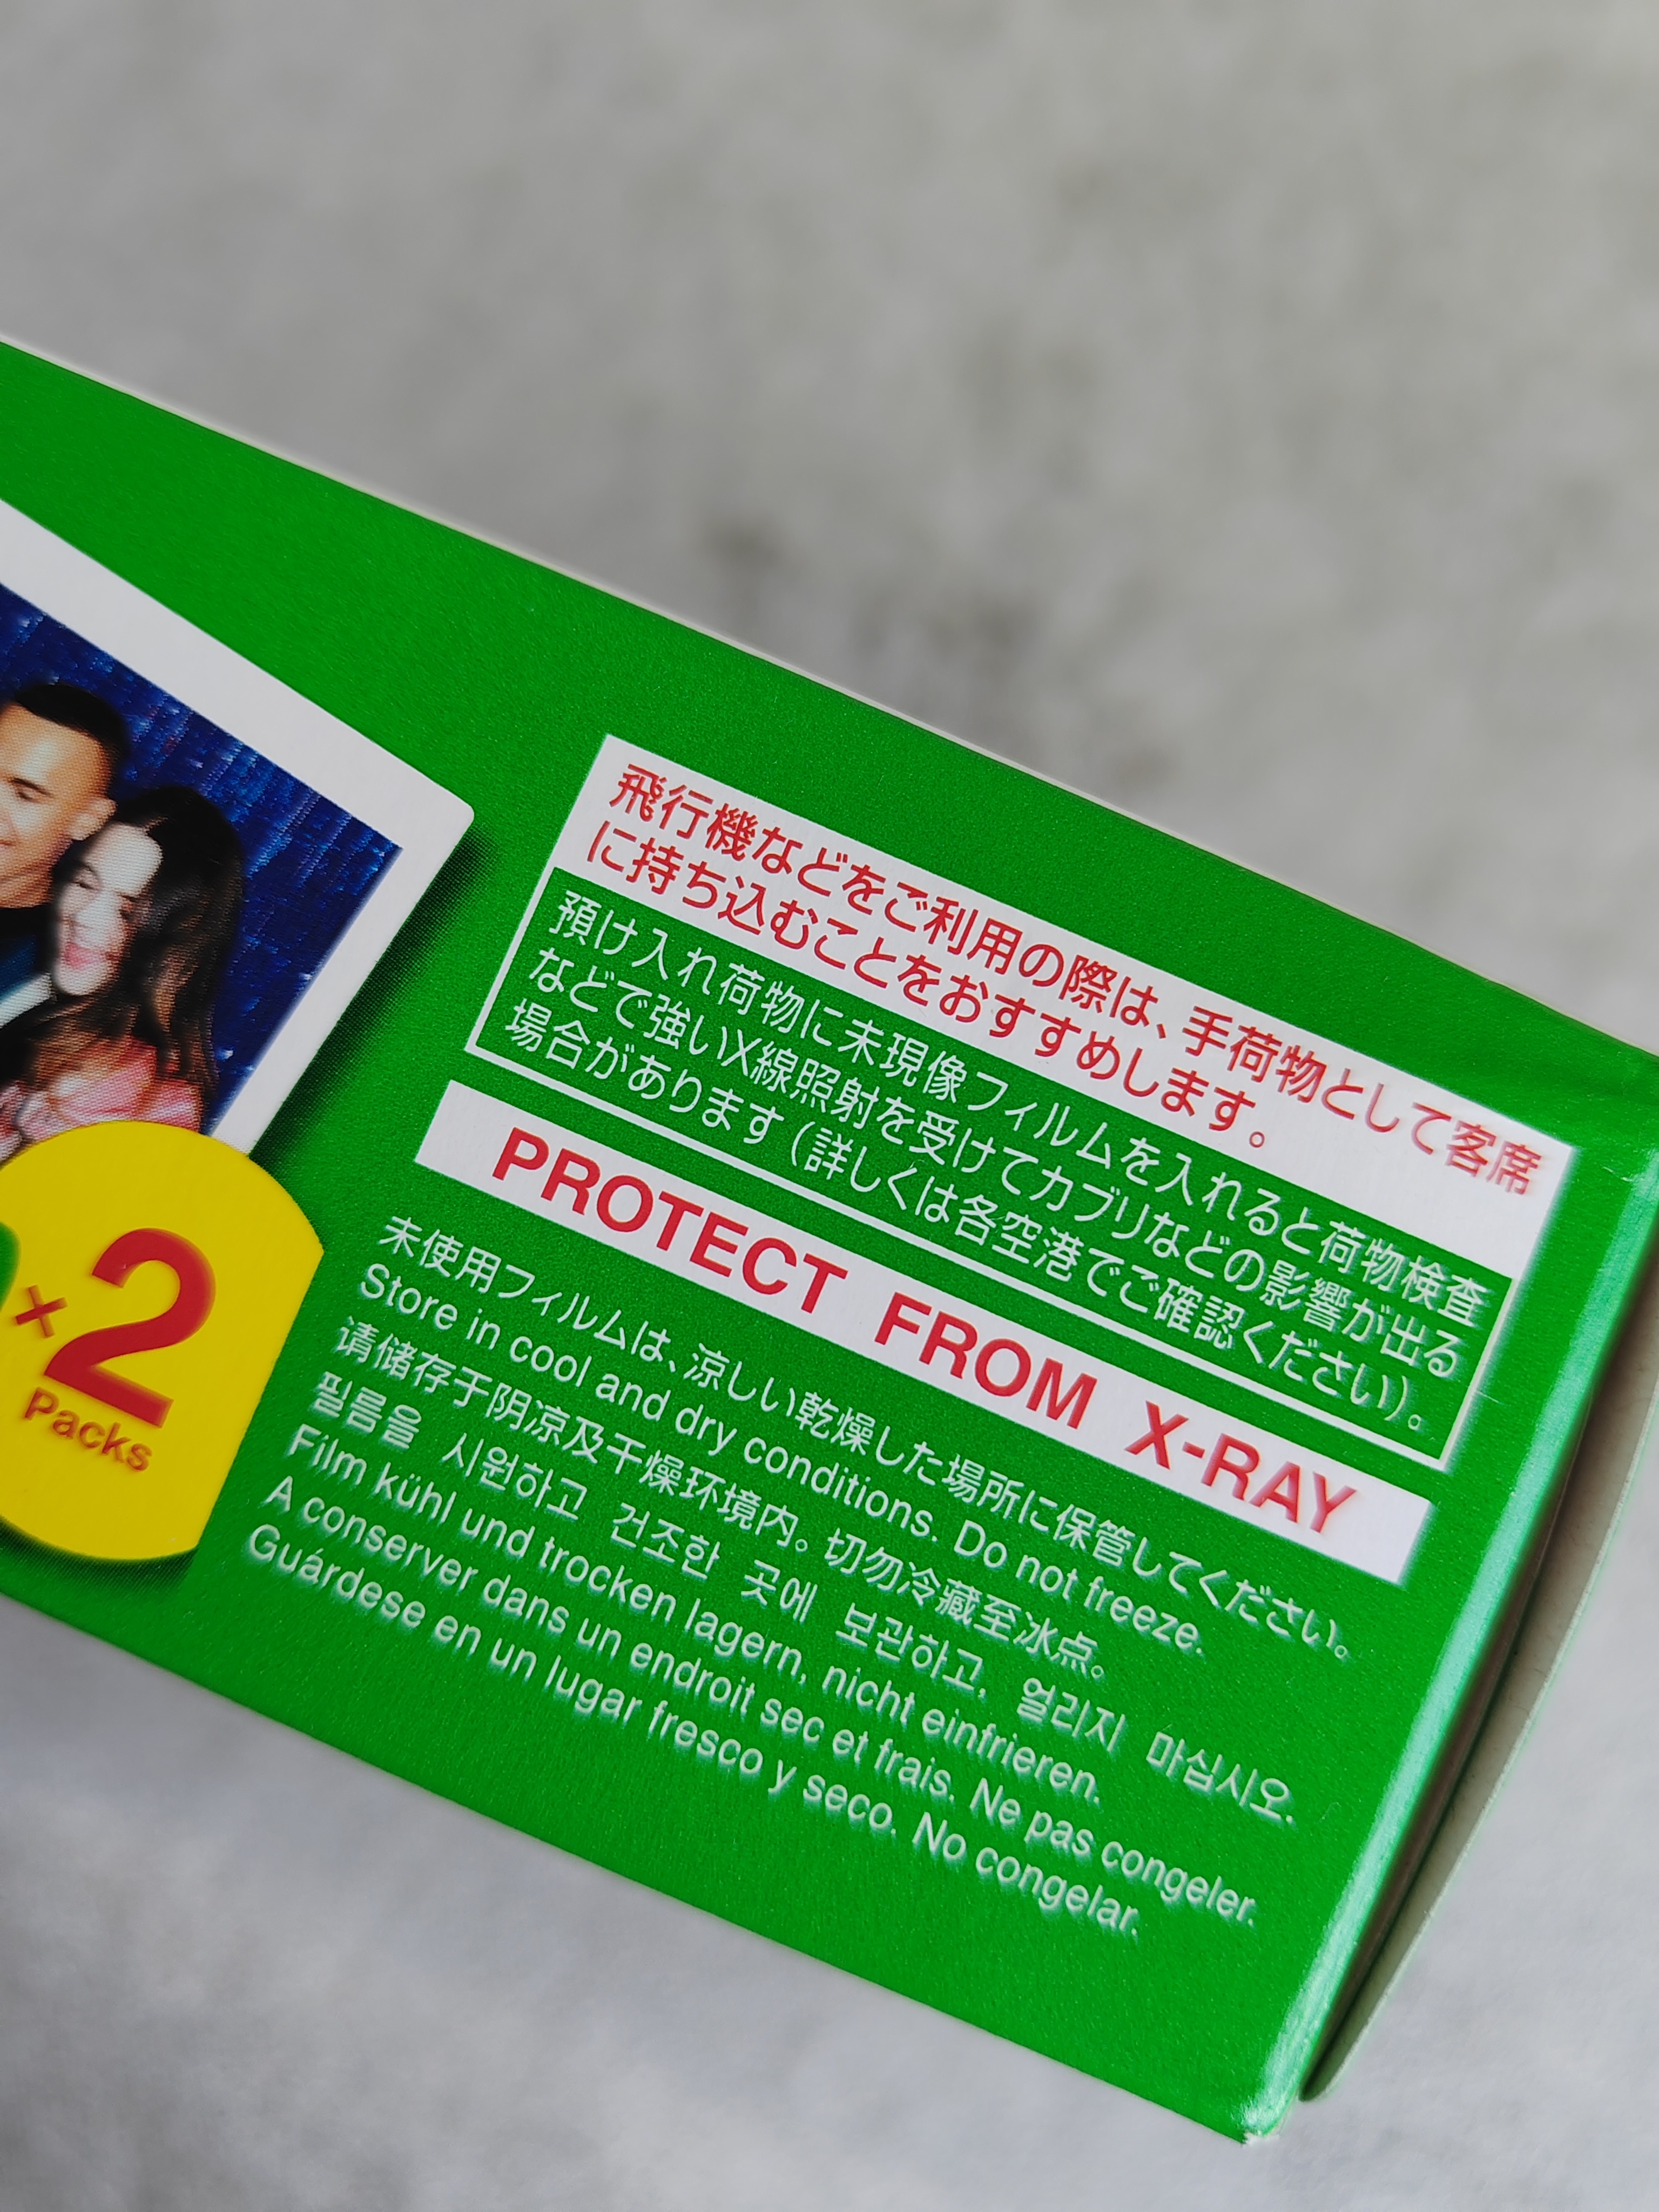 飛行機などをご利用の際は、手荷物として客席
に持ち込むことをおすすめします。
預け入れ荷物に未現像フィルムを入れると荷物検査
などで強いX線照射を受けてカブリなどの影響が出る
場合があります(詳しくは各空港でご確認ください)。
PROTECT FROM X-RAY
未使用フィルムは、涼しい乾燥した場所に保管してください。
Store in cool and dry conditions. Do not freeze.
请储存于阴凉及干燥环境内。切勿冷藏至冰点。
필름을 시원하고 건조한 곳에 보관하고, 얼리지 마십시오.
Film kühl und trocken lagern, nicht einfrieren.
A conserver dans un endroit sec et frais. Ne pas congeler.
Guárdese en un lugar fresco y seco. No congelar.
×2
Packs